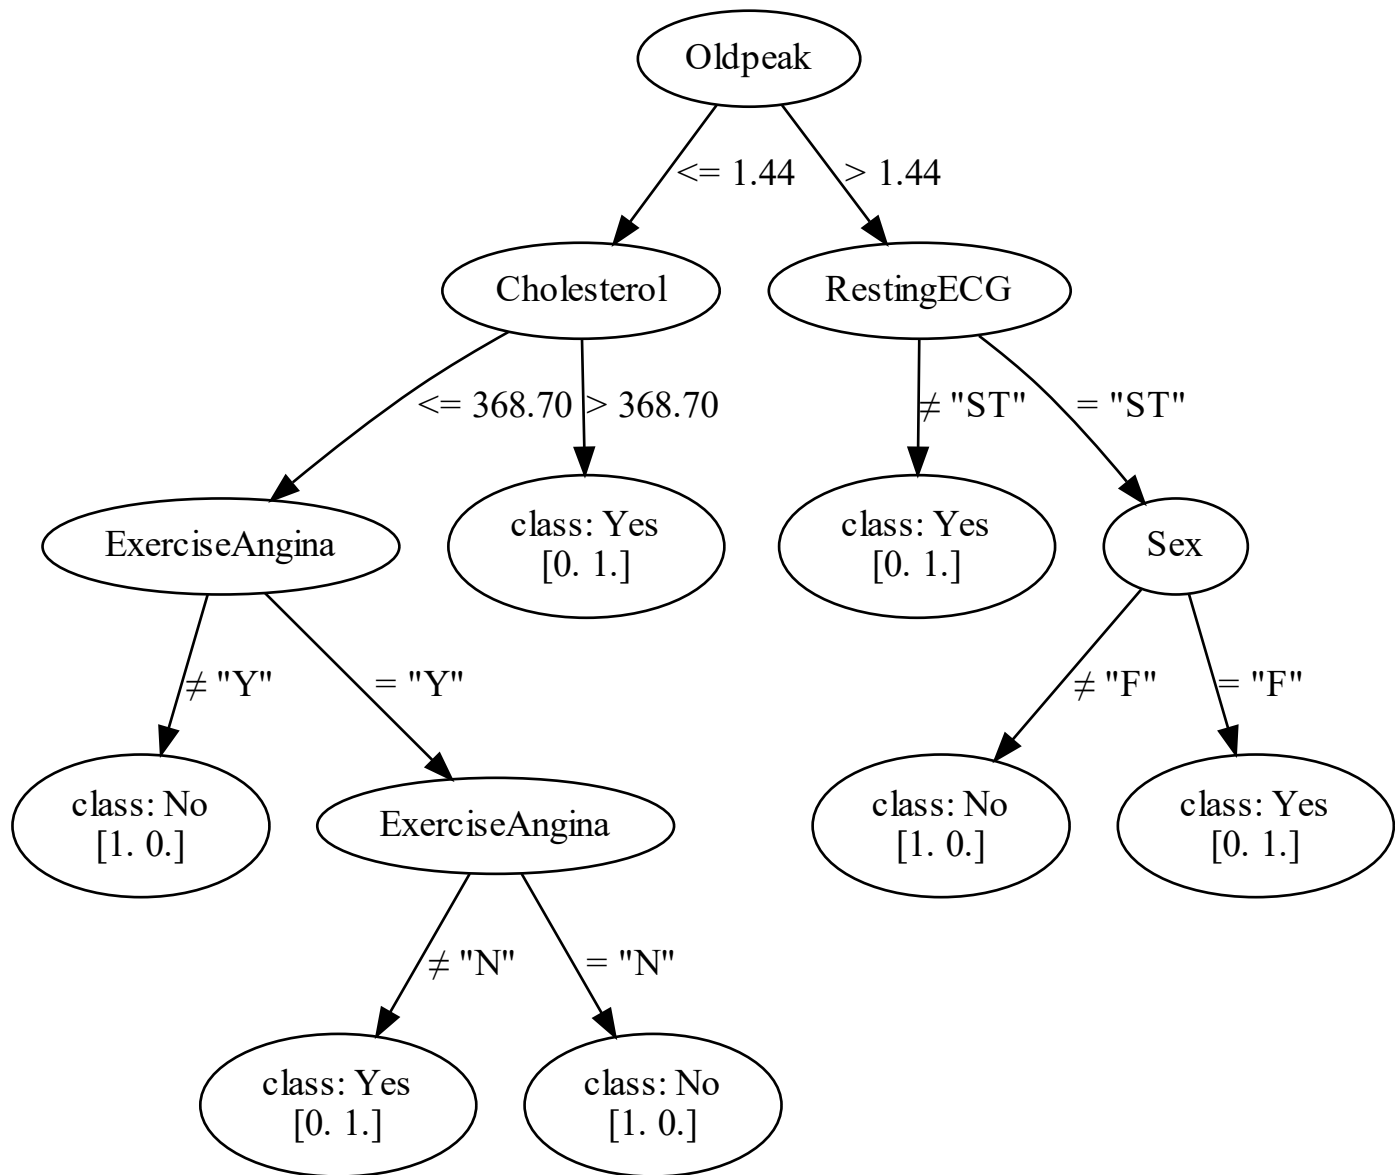 Oldpeak
<= 1.44
> 1.44
Cholesterol
RestingECG
<= 368.70
> 368.70
≠ "ST"
= "ST"
ExerciseAngina
class: Yes
[0. 1.]
class: Yes
[0. 1.]
Sex
≠ "Y"
= "Y"
≠ "F"
= "F"
class: No
[1. 0.]
ExerciseAngina
class: No
[1. 0.]
class: Yes
[0. 1.]
≠ "N"
= "N"
class: Yes
[0. 1.]
class: No
[1. 0.]